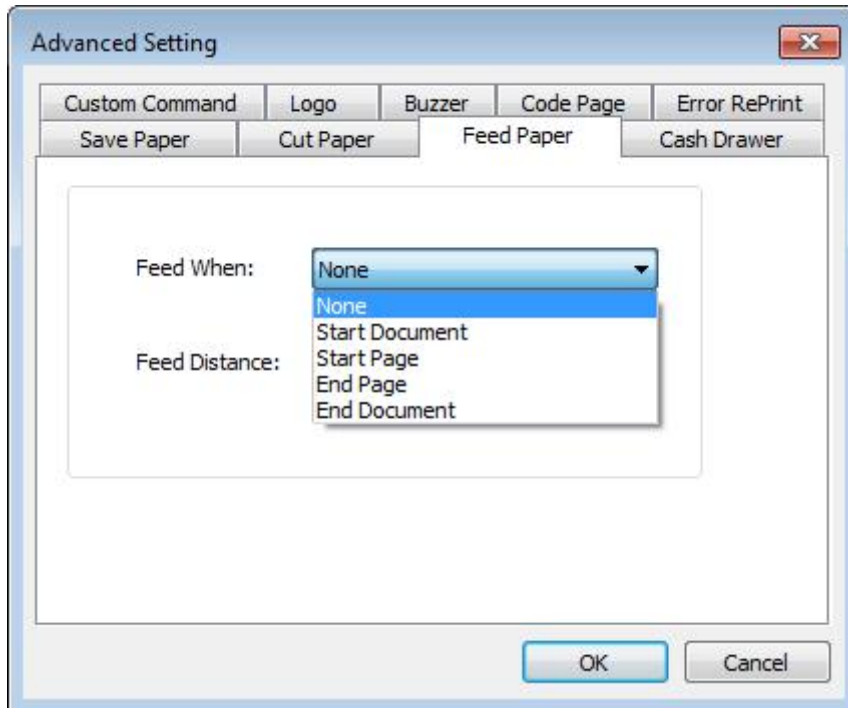 Advanced Setting
Custom Command Logo Buzzer Code Page Error RePrint
Save Paper Cut Paper Feed Paper Cash Drawer
Feed When: None
None
Start Document
Feed Distance: Start Page
End Page
End Document
OK Cancel